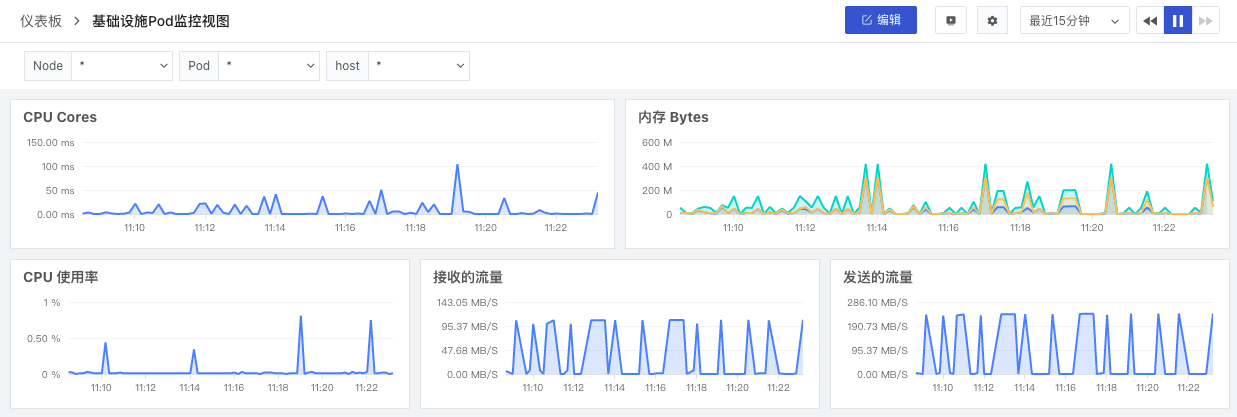 仪表板 > 基础设施Pod监控视图 编辑 最近15分钟
Node * Pod * host *
CPU Cores
150.00 ms
100 ms
50 ms
0.00 ms
11:10 11:12 11:14 11:16 11:18 11:20 11:22
内存 Bytes
600 M
400 M
200 M
0
11:10 11:12 11:14 11:16 11:18 11:20 11:22
CPU 使用率
1 %
0.50 %
0 %
11:10 11:12 11:14 11:16 11:18 11:20 11:22
接收的流量
143.05 MB/S
95.37 MB/S
47.68 MB/S
0.00 MB/S
11:10 11:12 11:14 11:16 11:18 11:20 11:22
发送的流量
286.10 MB/S
190.73 MB/S
95.37 MB/S
0.00 MB/S
11:10 11:12 11:14 11:16 11:18 11:20 11:22